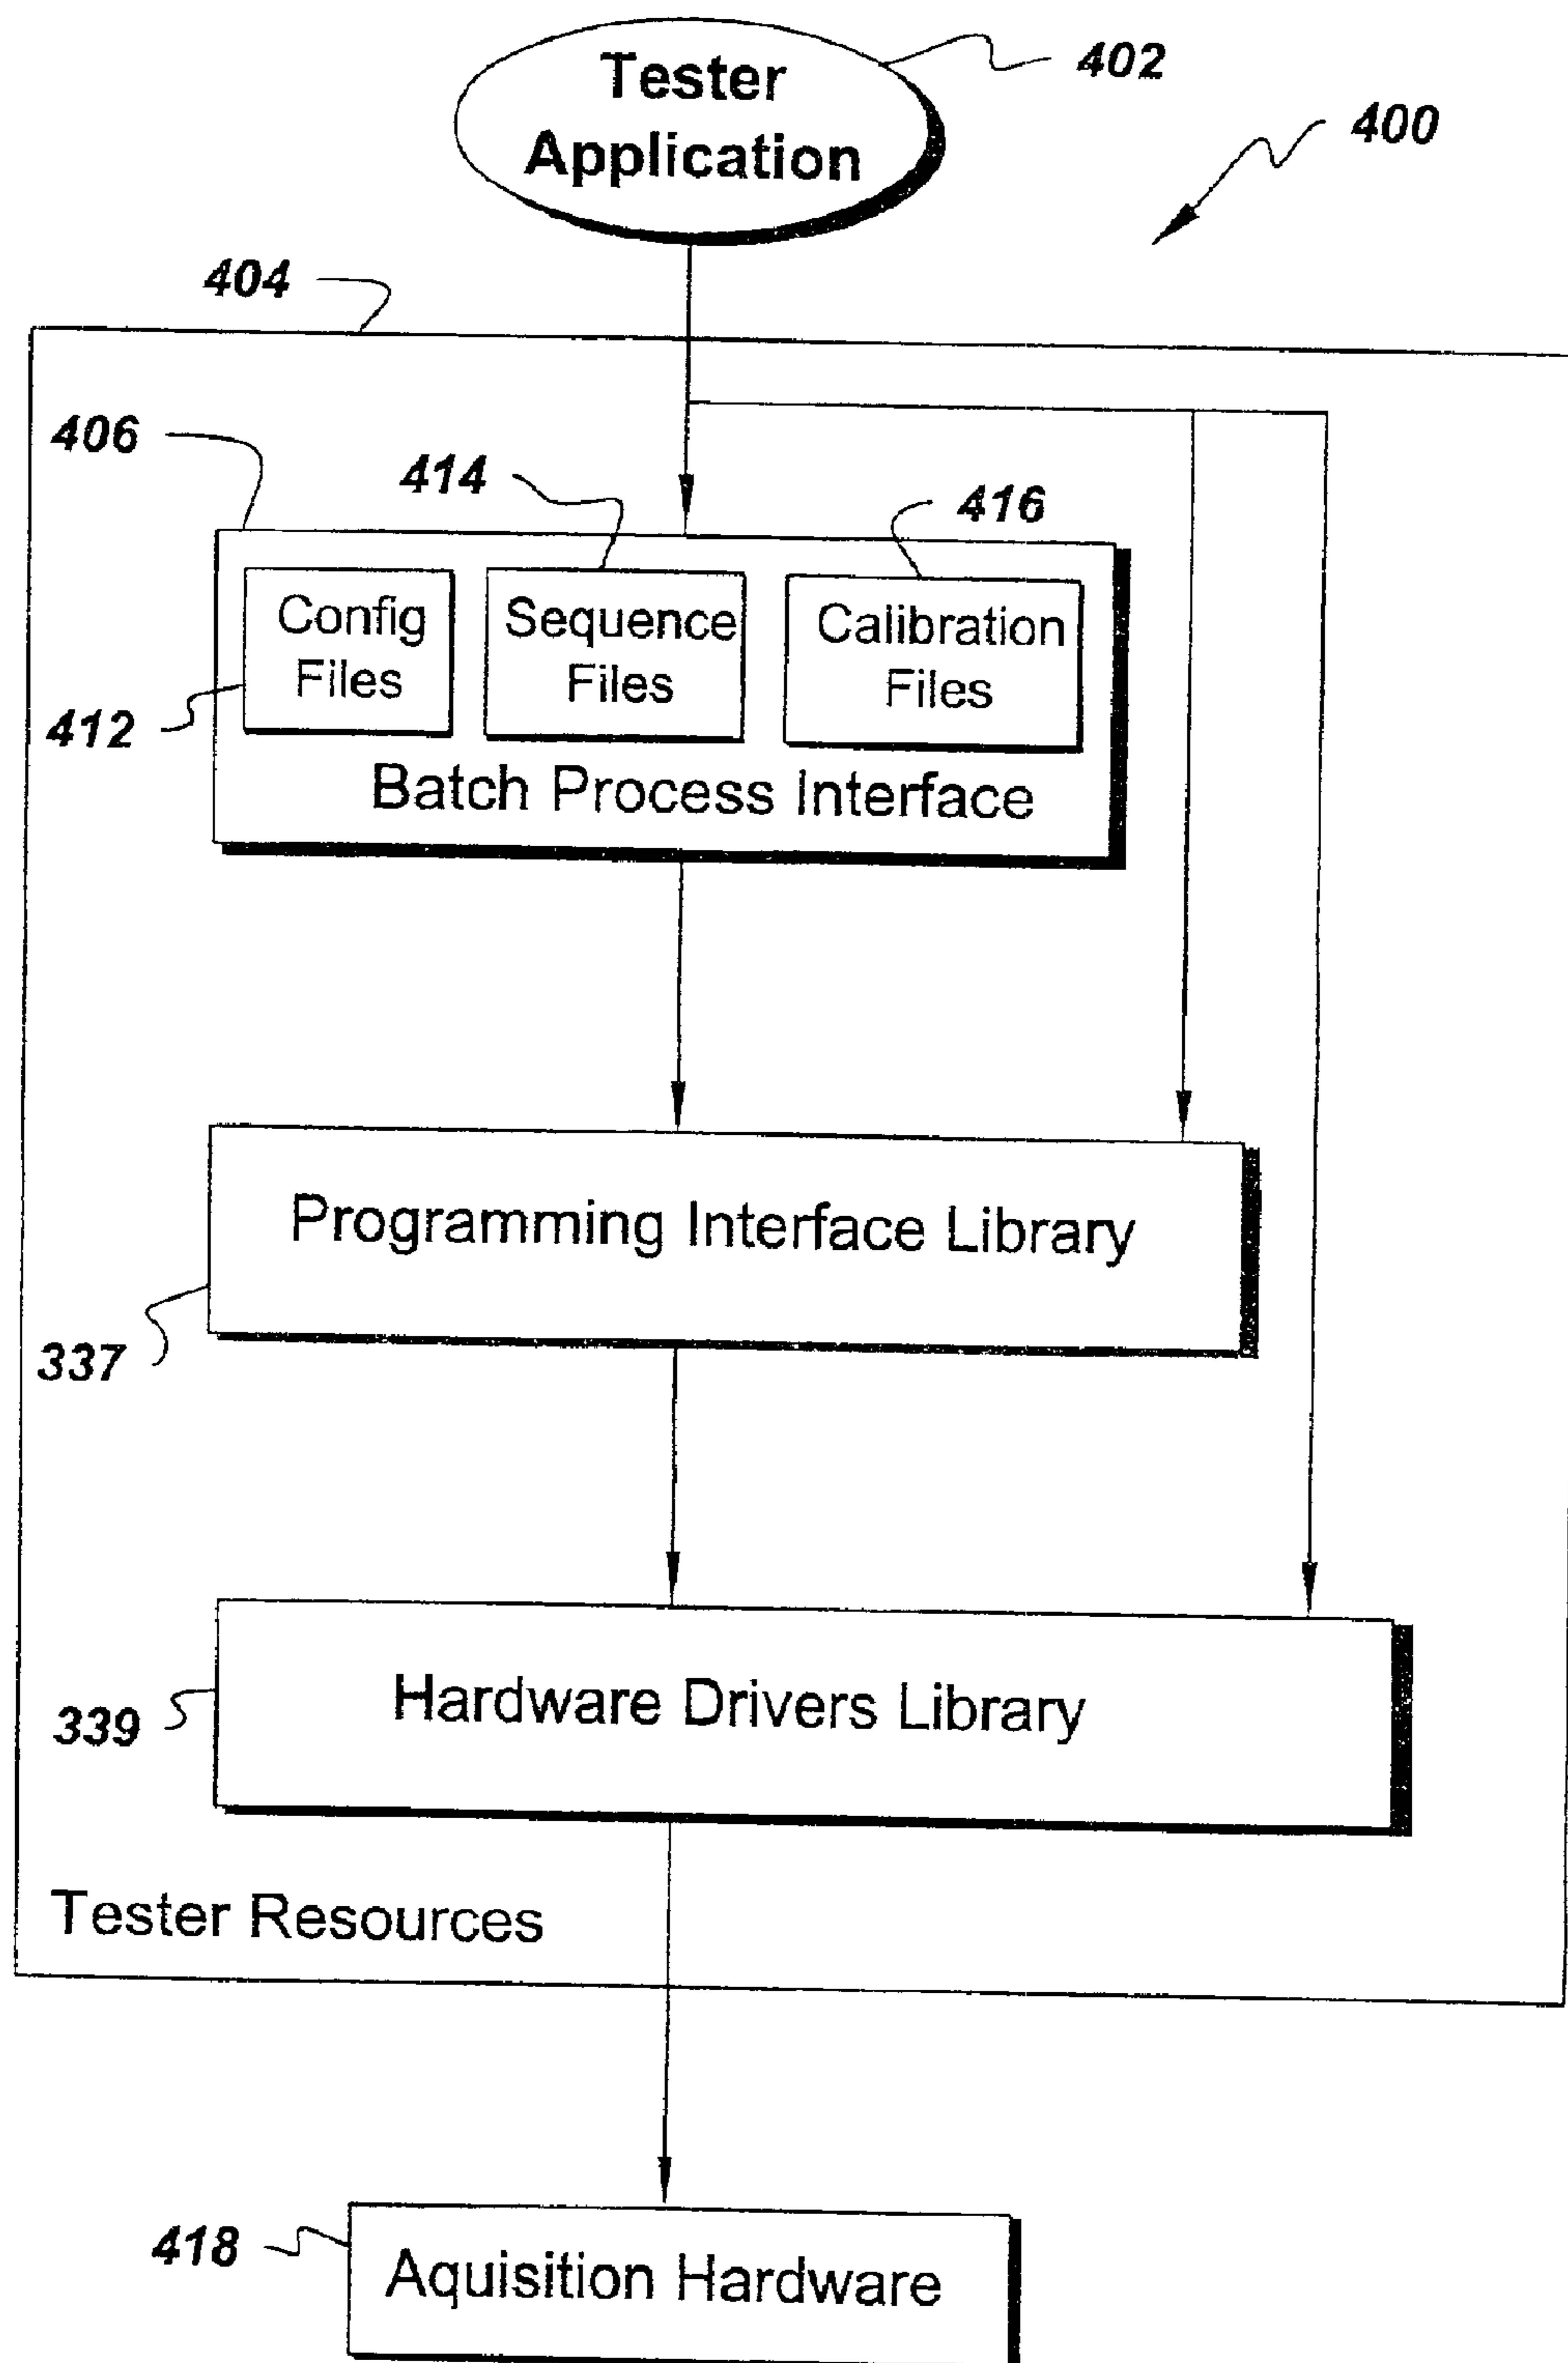 Tester
Application
402
400
404
406
414
416
Config
Files
Sequence
Files
Calibration
Files
412
Batch Process Interface
Programming Interface Library
337
Hardware Drivers Library
339
Tester Resources
418
Aquisition Hardware